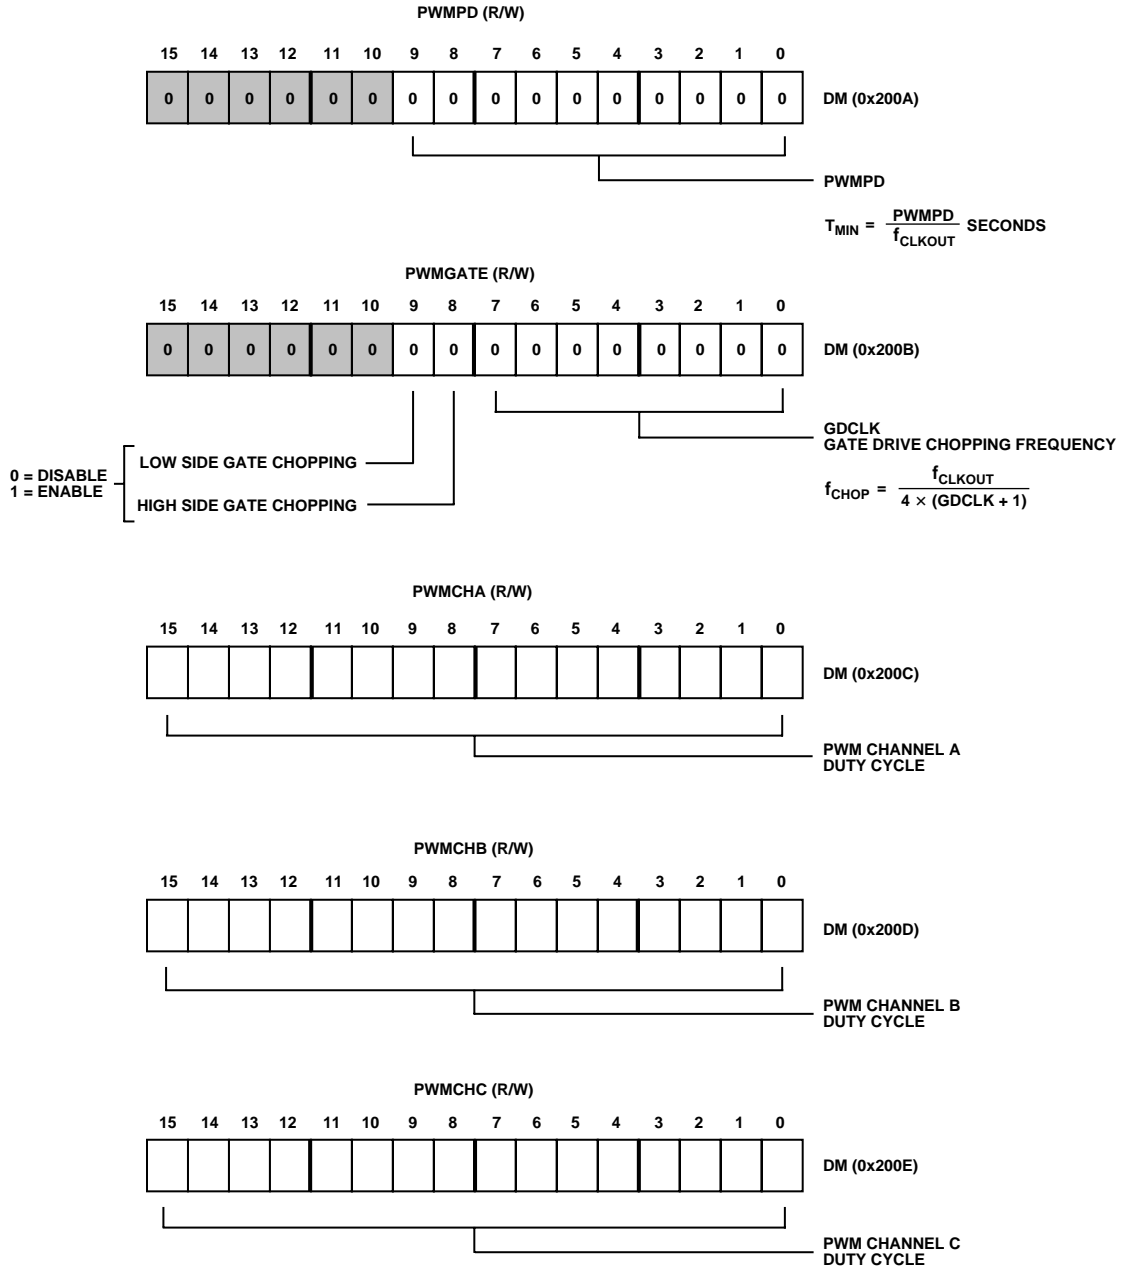 PWMPD (R/W)
15 14 13 12 11 10 9 8 7 6 5 4 3 2 1 0
0 0 0 0 0 0 0 0 0 0 0 0 0 0 0 0 DM (0x200A)
PWMPD
T_MIN = PWMPD / f_CLKOUT SECONDS
PWMGATE (R/W)
15 14 13 12 11 10 9 8 7 6 5 4 3 2 1 0
0 0 0 0 0 0 0 0 0 0 0 0 0 0 0 0 DM (0x200B)
GDCLK
GATE DRIVE CHOPPING FREQUENCY
f_CHOP = f_CLKOUT / 4 × (GDCLK + 1)
0 = DISABLE
1 = ENABLE
LOW SIDE GATE CHOPPING
HIGH SIDE GATE CHOPPING
PWMCHA (R/W)
15 14 13 12 11 10 9 8 7 6 5 4 3 2 1 0
DM (0x200C)
PWM CHANNEL A
DUTY CYCLE
PWMCHB (R/W)
15 14 13 12 11 10 9 8 7 6 5 4 3 2 1 0
DM (0x200D)
PWM CHANNEL B
DUTY CYCLE
PWMCHC (R/W)
15 14 13 12 11 10 9 8 7 6 5 4 3 2 1 0
DM (0x200E)
PWM CHANNEL C
DUTY CYCLE